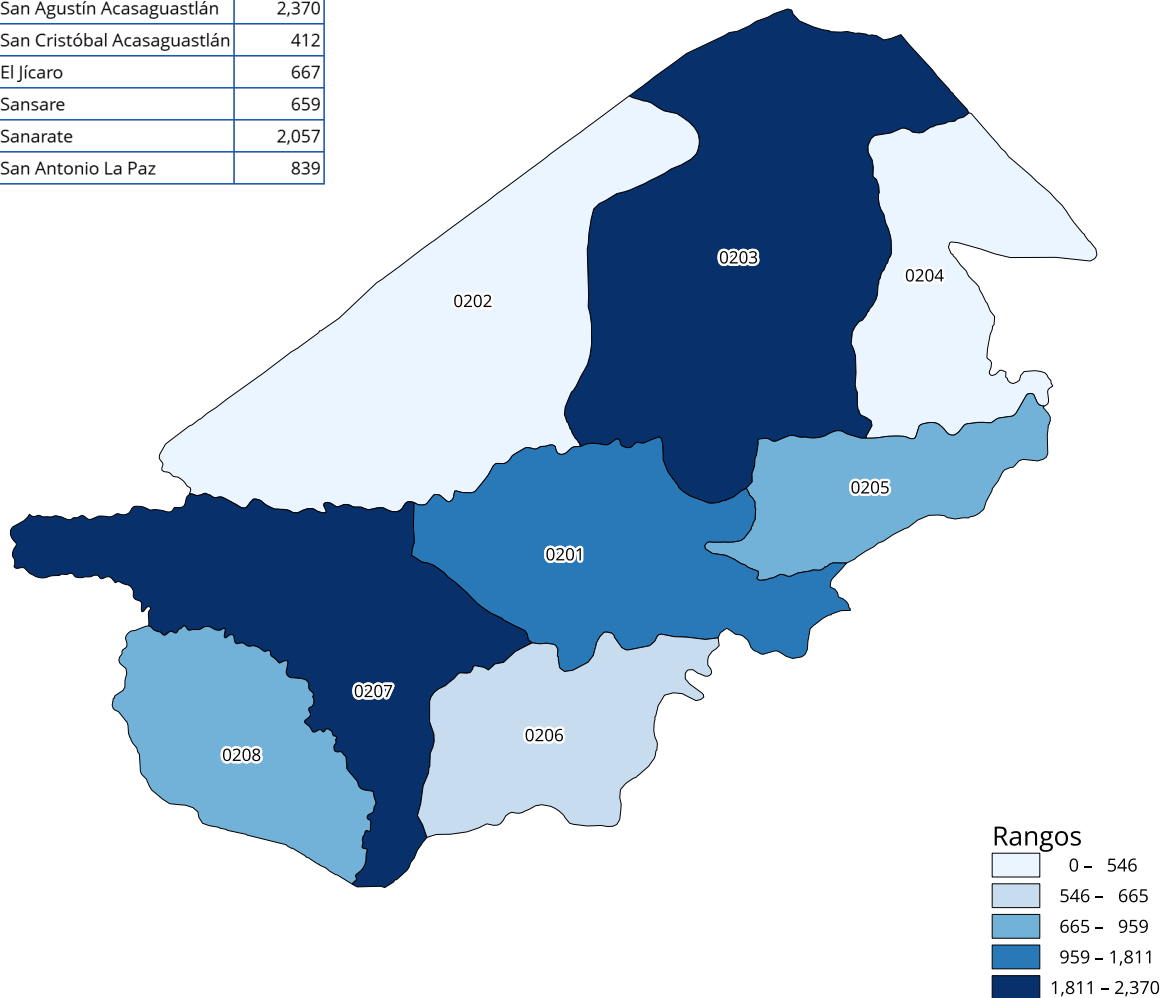 San Agustín Acasaguastlán 2,370
San Cristóbal Acasaguastlán 412
El Jícaro 667
Sansare 659
Sanarate 2,057
San Antonio La Paz 839
0203
0204
0202
0205
0201
0207
0206
0208
Rangos
0 – 546
546 – 665
665 – 959
959 – 1,811
1,811 – 2,370